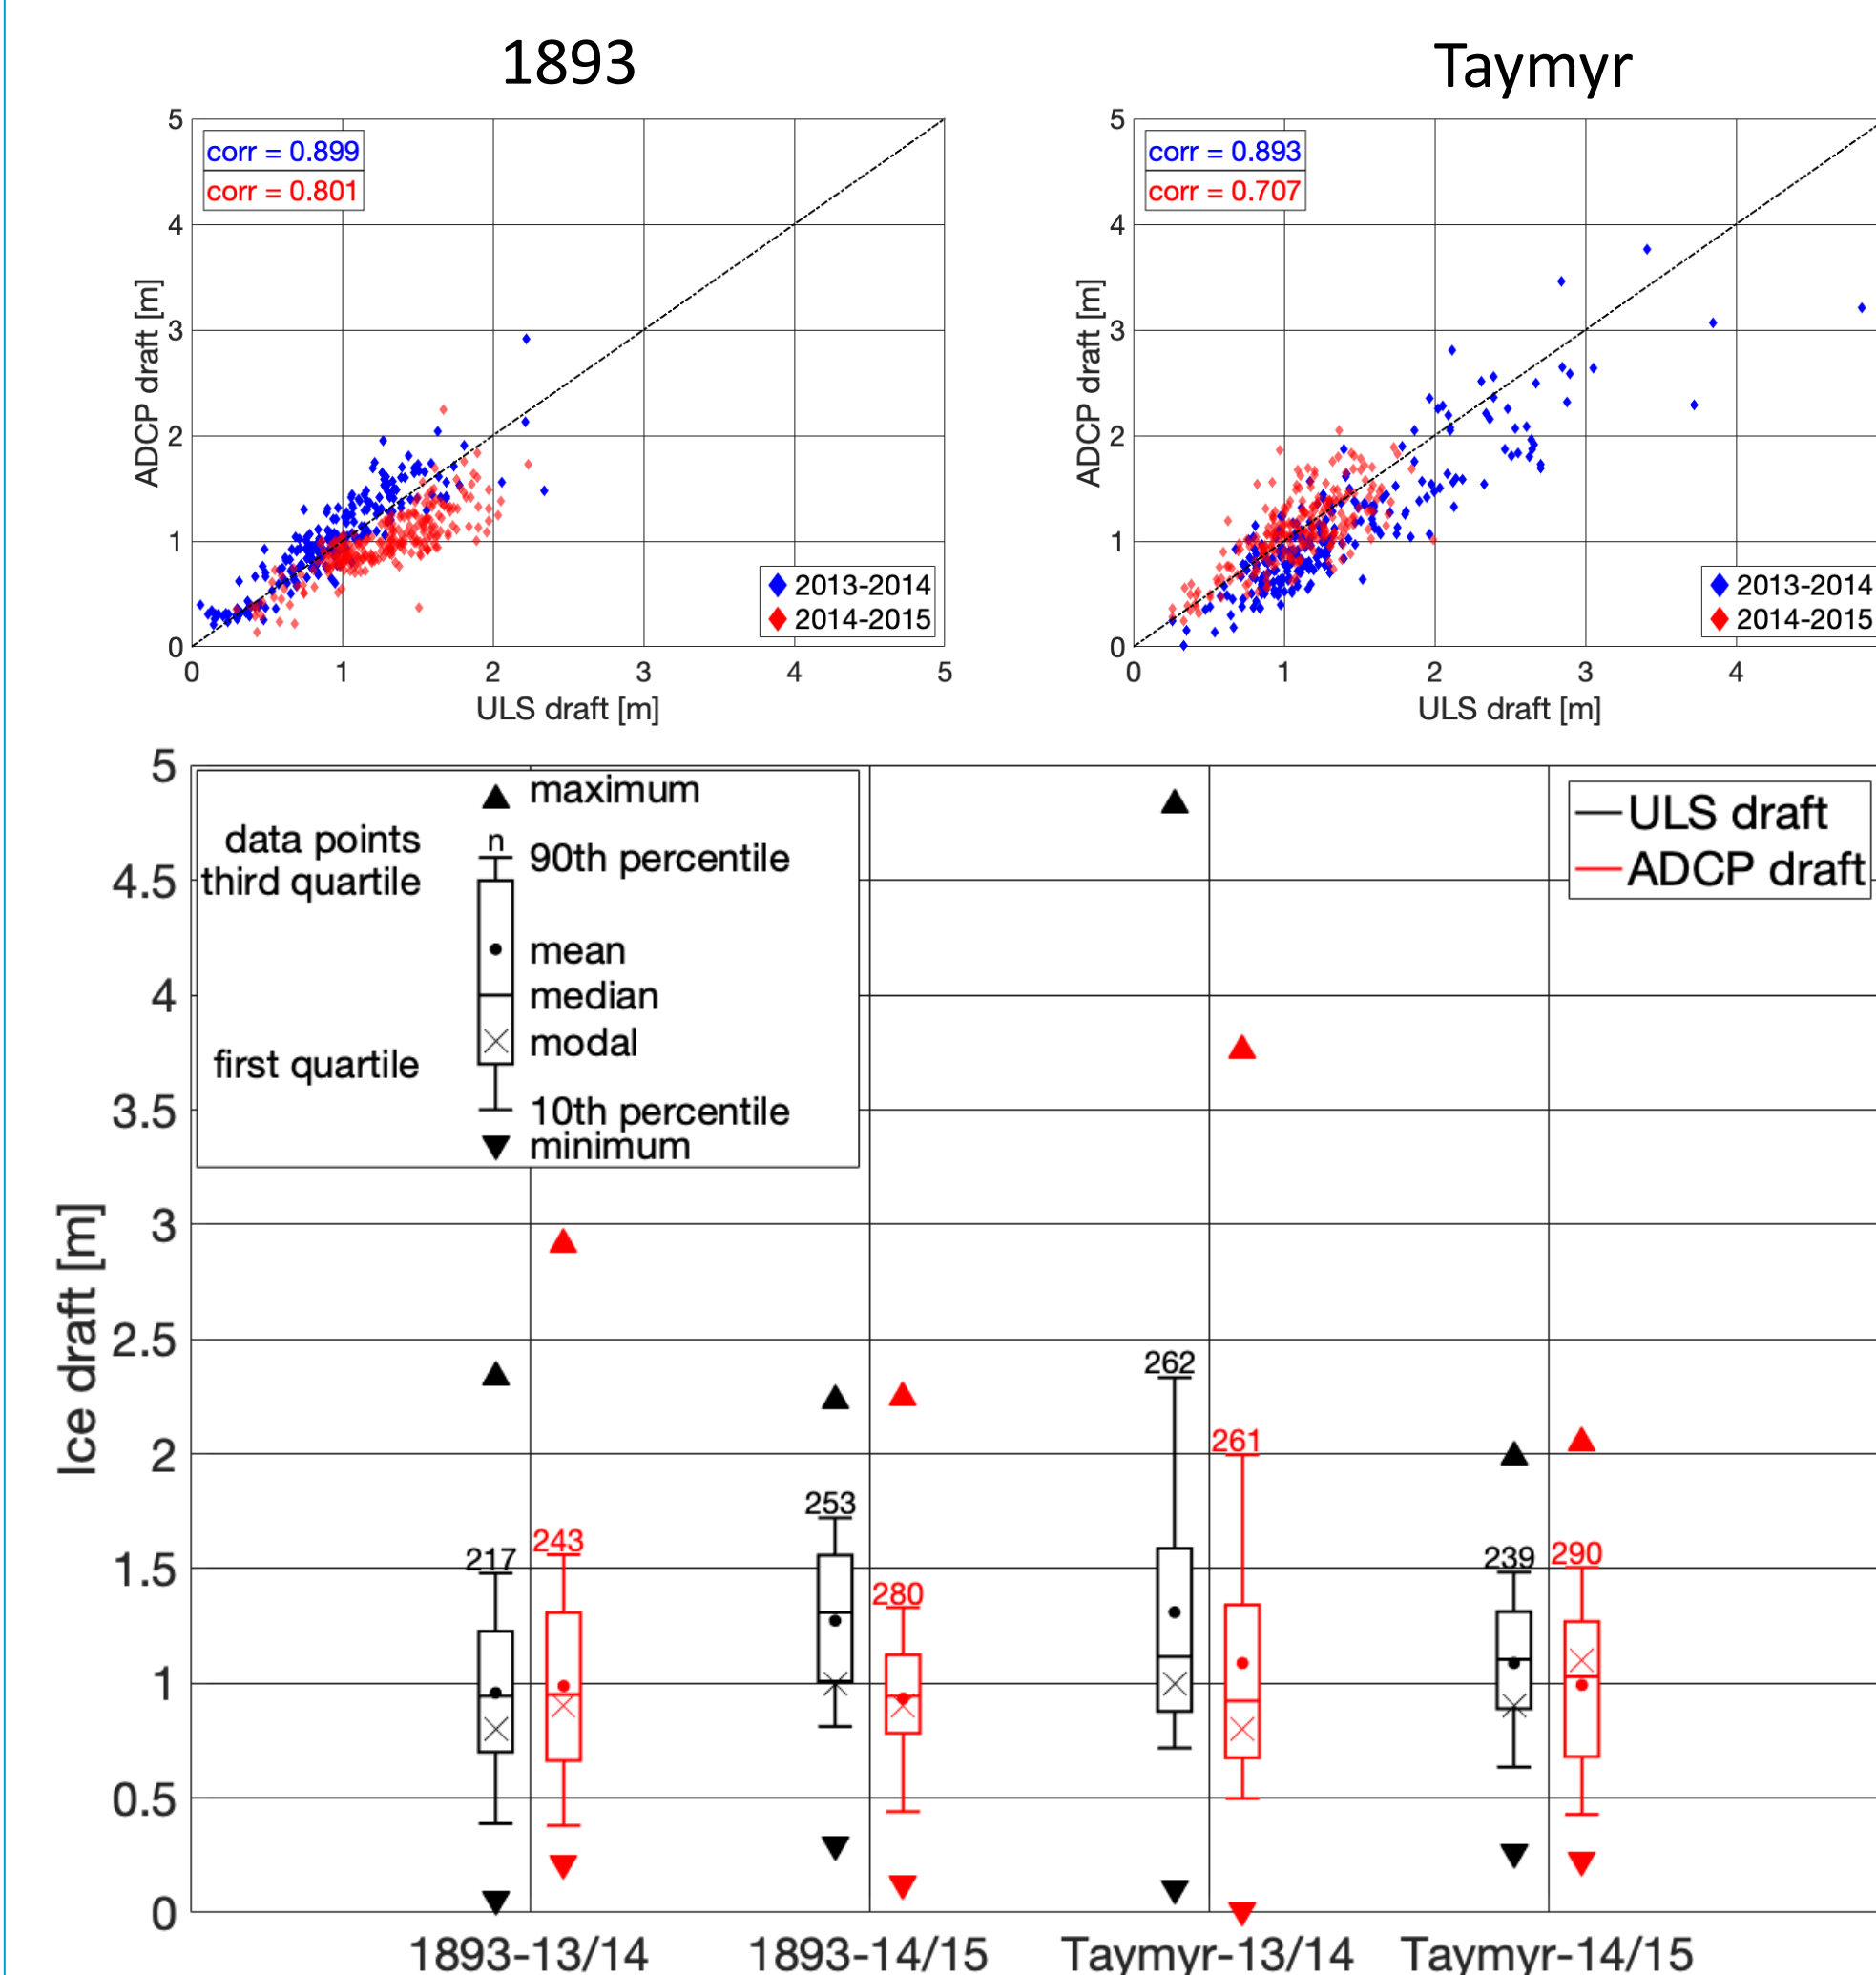 1893
Taymyr
5
4
3
2
1
0
corr = 0.899
corr = 0.801
ADCP draft [m]
2013-2014
2014-2015
0 1 2 3 4 5
ULS draft [m]
5
4
3
2
1
0
corr = 0.893
corr = 0.707
ADCP draft [m]
2013-2014
2014-2015
0 1 2 3 4
ULS draft [m]
5
4.5
4
3.5
3
2.5
2
1.5
1
0.5
0
Ice draft [m]
maximum
n
data points
90th percentile
third quartile
mean
median
modal
first quartile
10th percentile
minimum
ULS draft
ADCP draft
217
243
253
280
262
261
239
290
1893-13/14 1893-14/15 Taymyr-13/14 Taymyr-14/15